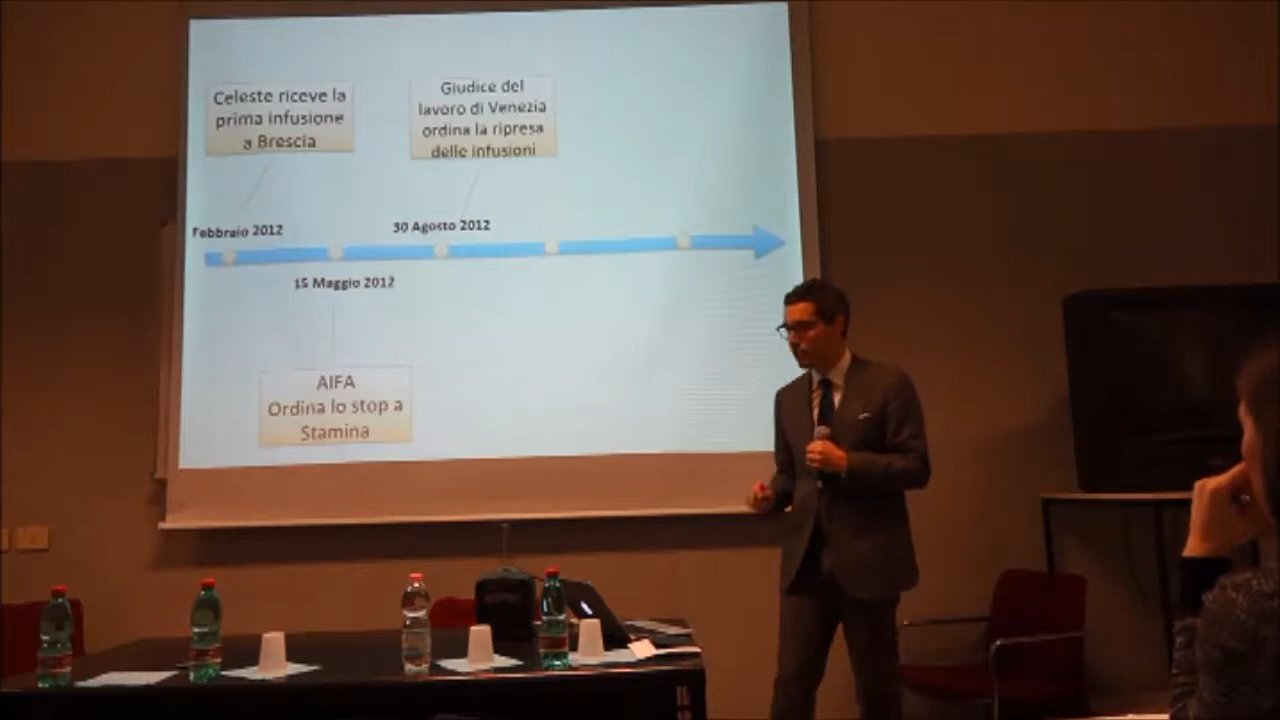 Celeste riceve la
prima infusione
a Brescia
Giudice del
lavoro di Venezia
ordina la ripresa
delle infusioni
Febbraio 2012
30 Agosto 2012
15 Maggio 2012
AIFA
Ordina lo stop a
Stamina